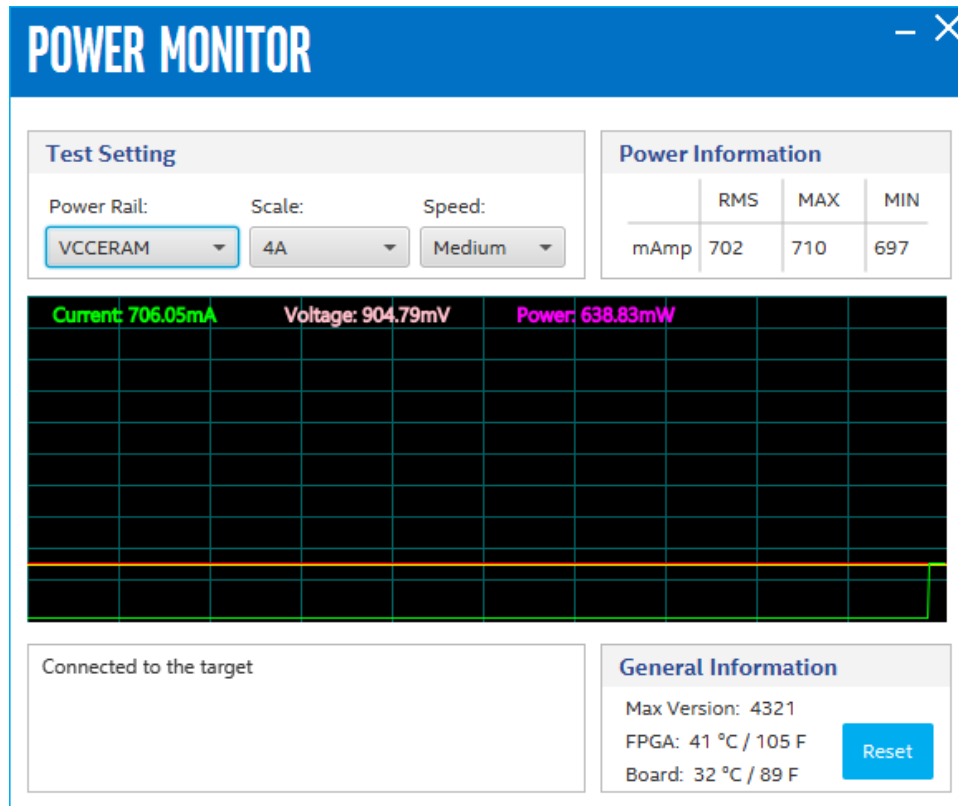 POWER MONITOR
Test Setting
Power Rail: Scale: Speed:
VCCERAM 4A Medium
Power Information
RMS MAX MIN
mAmp 702 710 697
Current: 706.05mA Voltage: 904.79mV Power: 638.83mW
Connected to the target
General Information
Max Version: 4321
FPGA: 41 °C / 105 F
Board: 32 °C / 89 F
Reset